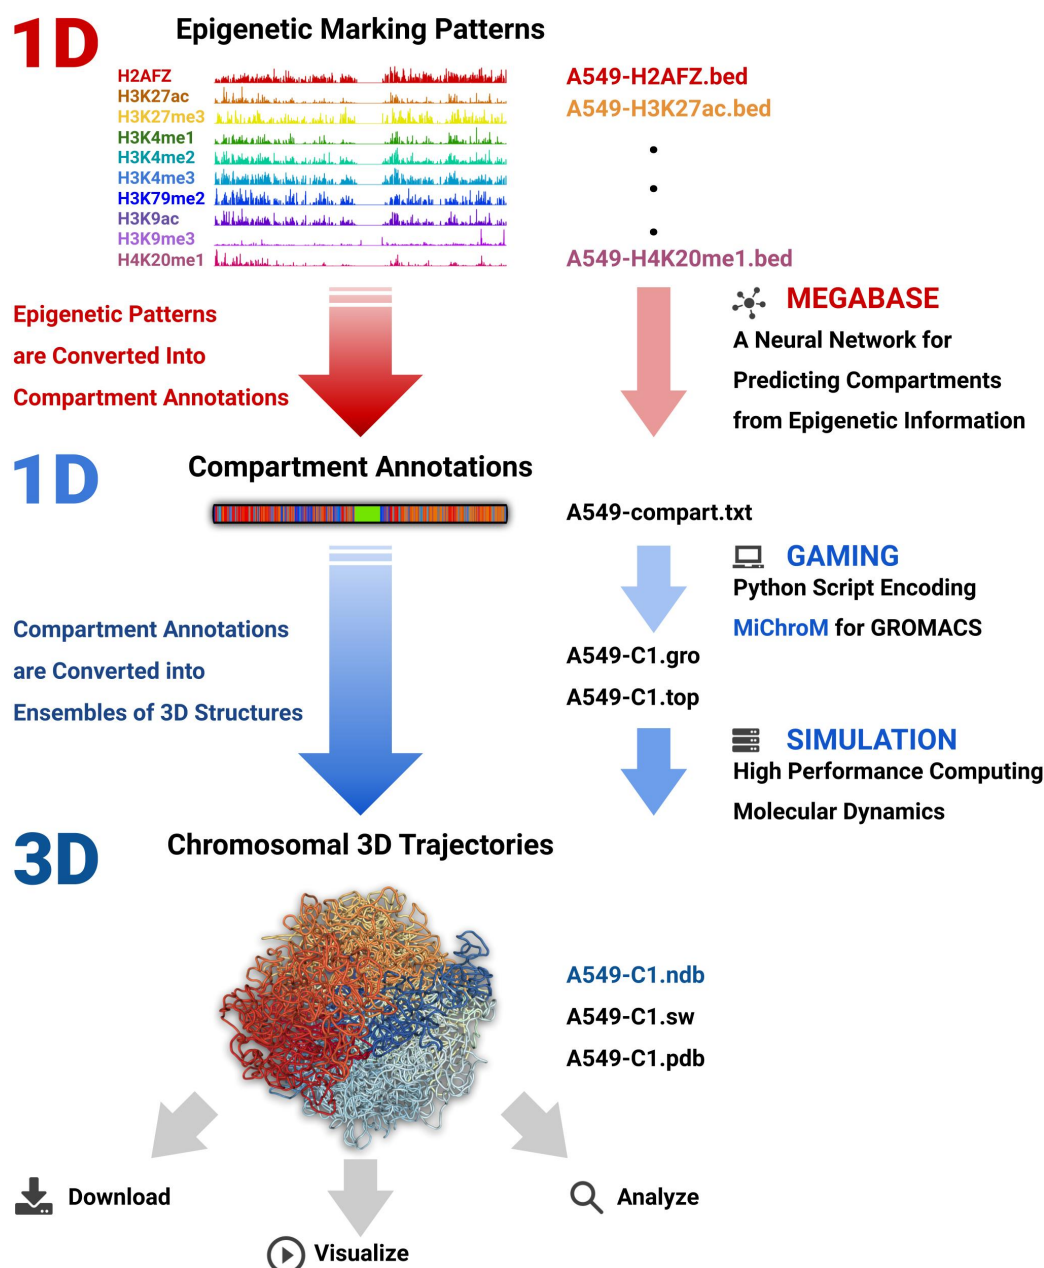 1D
Epigenetic Marking Patterns
H2AFZ
H3K27ac
H3K27me3
H3K4me1
H3K4me2
H3K4me3
H3K79me2
H3K9ac
H3K9me3
H4K20me1
A549-H2AFZ.bed
A549-H3K27ac.bed
A549-H4K20me1.bed
Epigenetic Patterns
are Converted Into
Compartment Annotations
MEGABASE
A Neural Network for
Predicting Compartments
from Epigenetic Information
1D
Compartment Annotations
A549-compart.txt
GAMING
Python Script Encoding
MiChroM for GROMACS
Compartment Annotations
are Converted into
Ensembles of 3D Structures
A549-C1.gro
A549-C1.top
SIMULATION
High Performance Computing
Molecular Dynamics
3D
Chromosomal 3D Trajectories
A549-C1.ndb
A549-C1.sw
A549-C1.pdb
Download
Visualize
Analyze